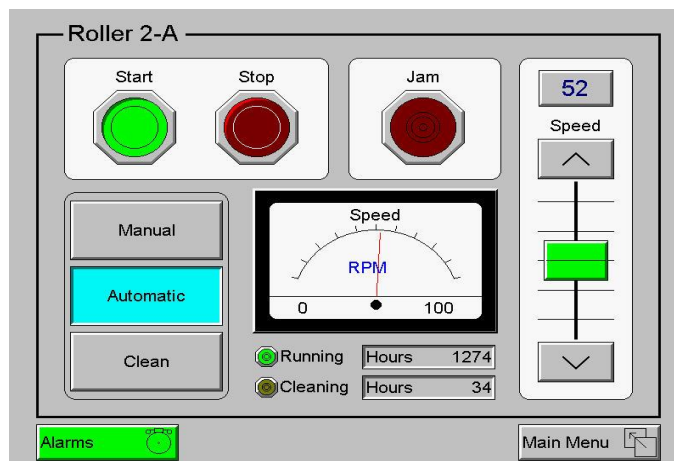 Roller 2-A
Start
Stop
Jam
52
Speed
Manual
Automatic
Clean
Speed
RPM
0
100
Running
Hours 1274
Cleaning
Hours 34
Alarms
Main Menu